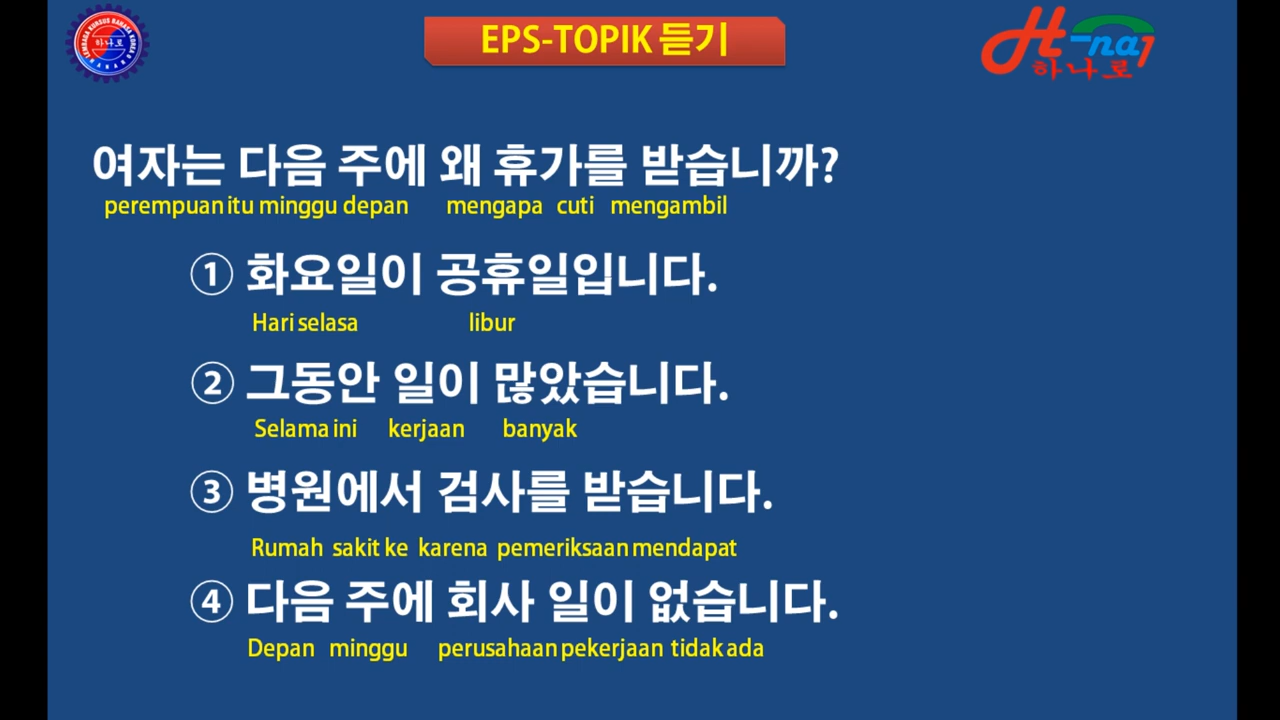 하나로
EPS-TOPIK 듣기
H-na1
하나로
여자는 다음 주에 왜 휴가를 받습니까?
perempuan itu minggu depan mengapa cuti mengambil
① 화요일이 공휴일입니다.
Hari selasa libur
② 그동안 일이 많았습니다.
Selama ini kerjaan banyak
③ 병원에서 검사를 받습니다.
Rumah sakit ke karena pemeriksaan mendapat
④ 다음 주에 회사 일이 없습니다.
Depan minggu perusahaan pekerjaan tidak ada